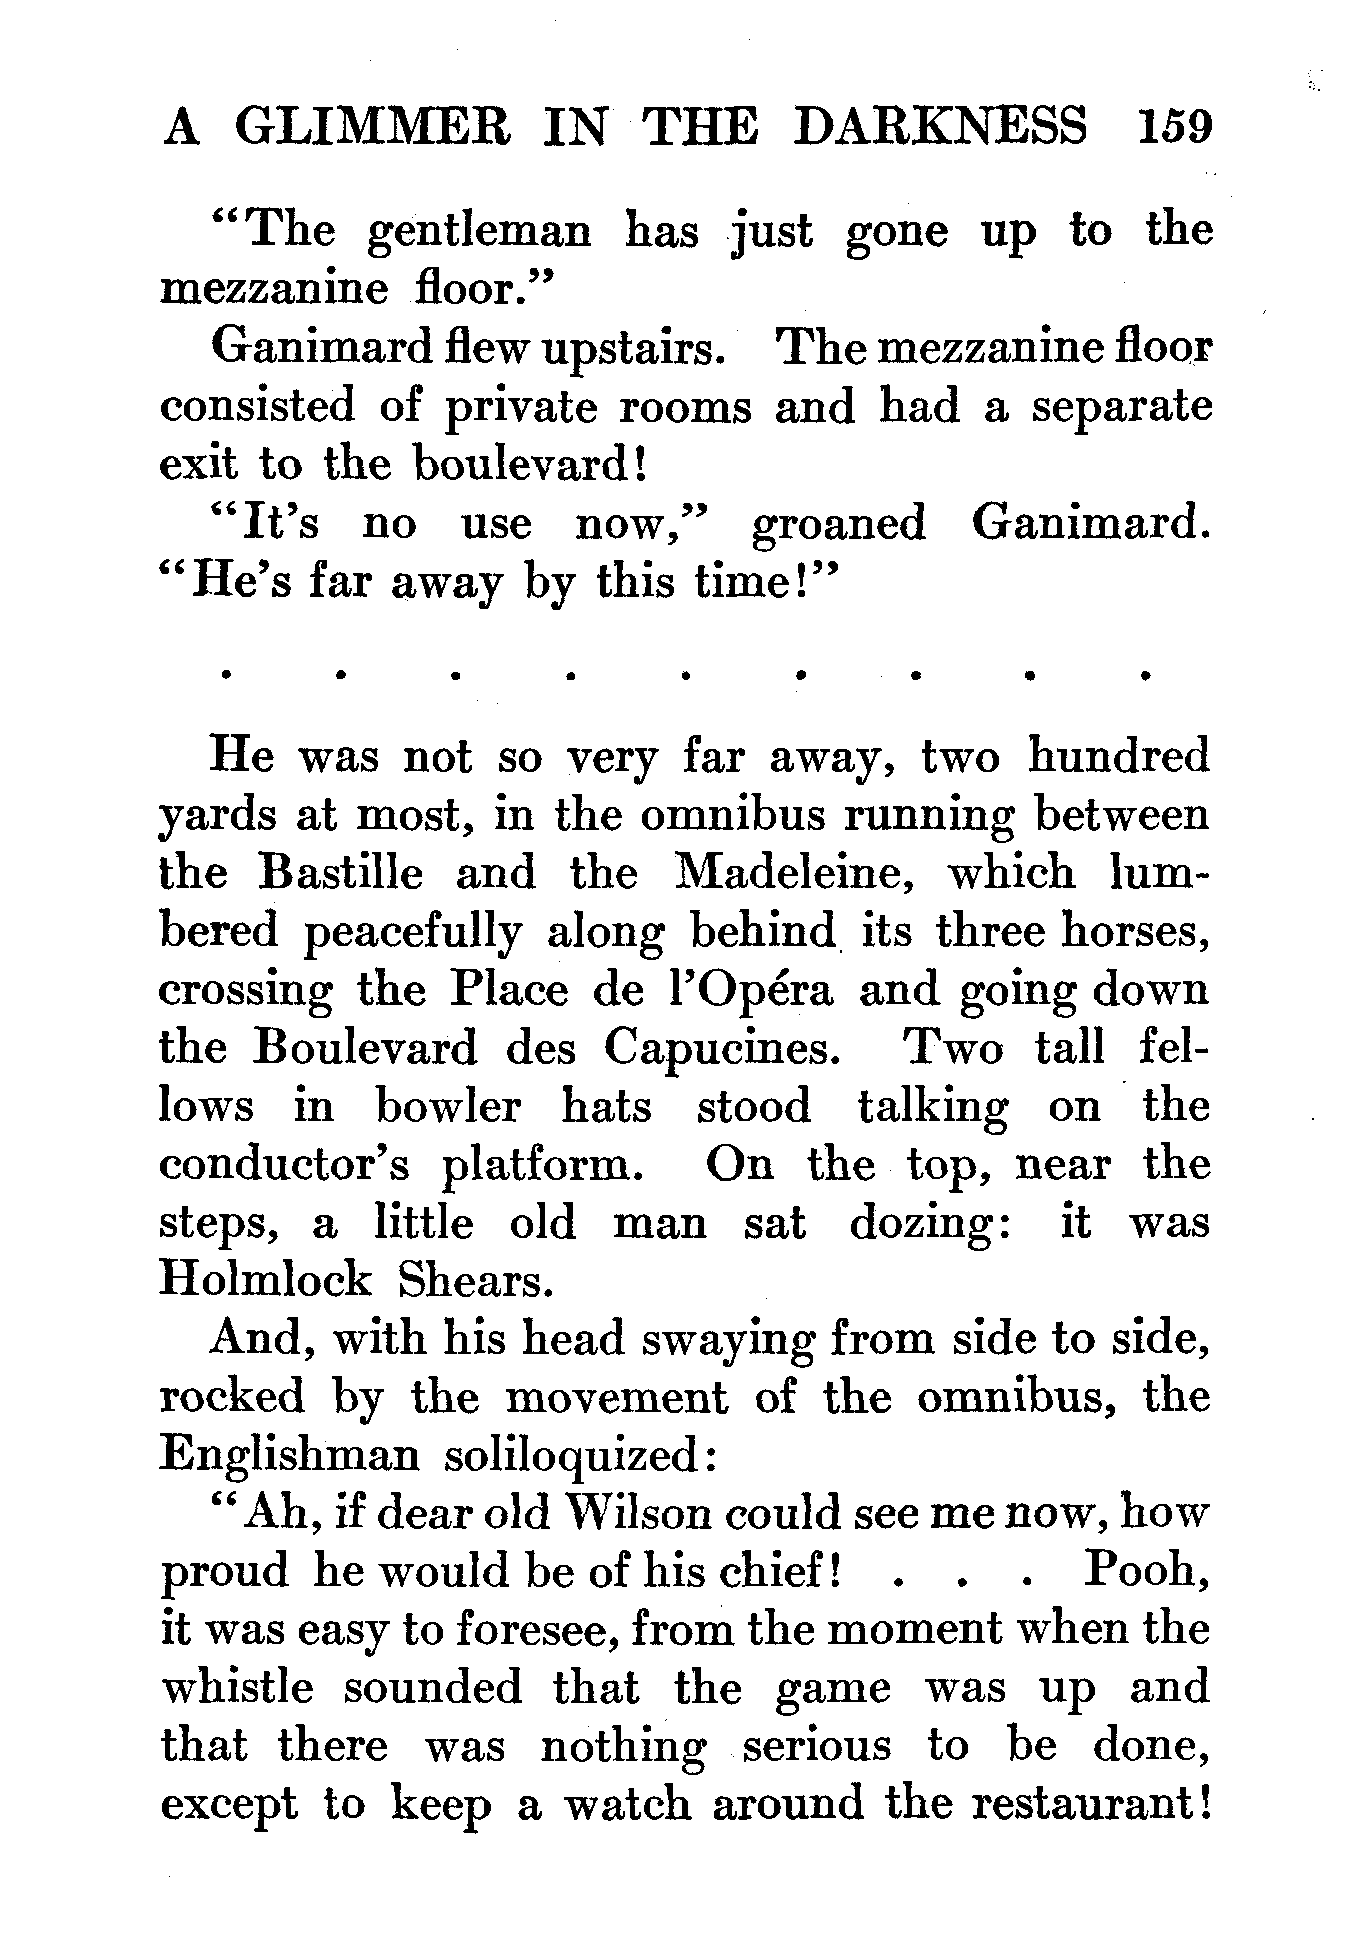 A GLIMMER IN THE DARKNESS 159
“The gentleman has just gone up to the
mezzanine floor.”
Ganimard flew upstairs. The mezzanine floor
consisted of private rooms and had a separate
exit to the boulevard!
“It’s no use now,” groaned Ganimard.
“He’s far away by this time!”
. . . . . . . . .
He was not so very far away, two hundred
yards at most, in the omnibus running between
the Bastille and the Madeleine, which lum-
bered peacefully along behind its three horses,
crossing the Place de l’Opéra and going down
the Boulevard des Capucines. Two tall fel-
lows in bowler hats stood talking on the
conductor’s platform. On the top, near the
steps, a little old man sat dozing: it was
Holmlock Shears.
And, with his head swaying from side to side,
rocked by the movement of the omnibus, the
Englishman soliloquized:
“Ah, if dear old Wilson could see me now, how
proud he would be of his chief! . . . Pooh,
it was easy to foresee, from the moment when the
whistle sounded that the game was up and
that there was nothing serious to be done,
except to keep a watch around the restaurant!